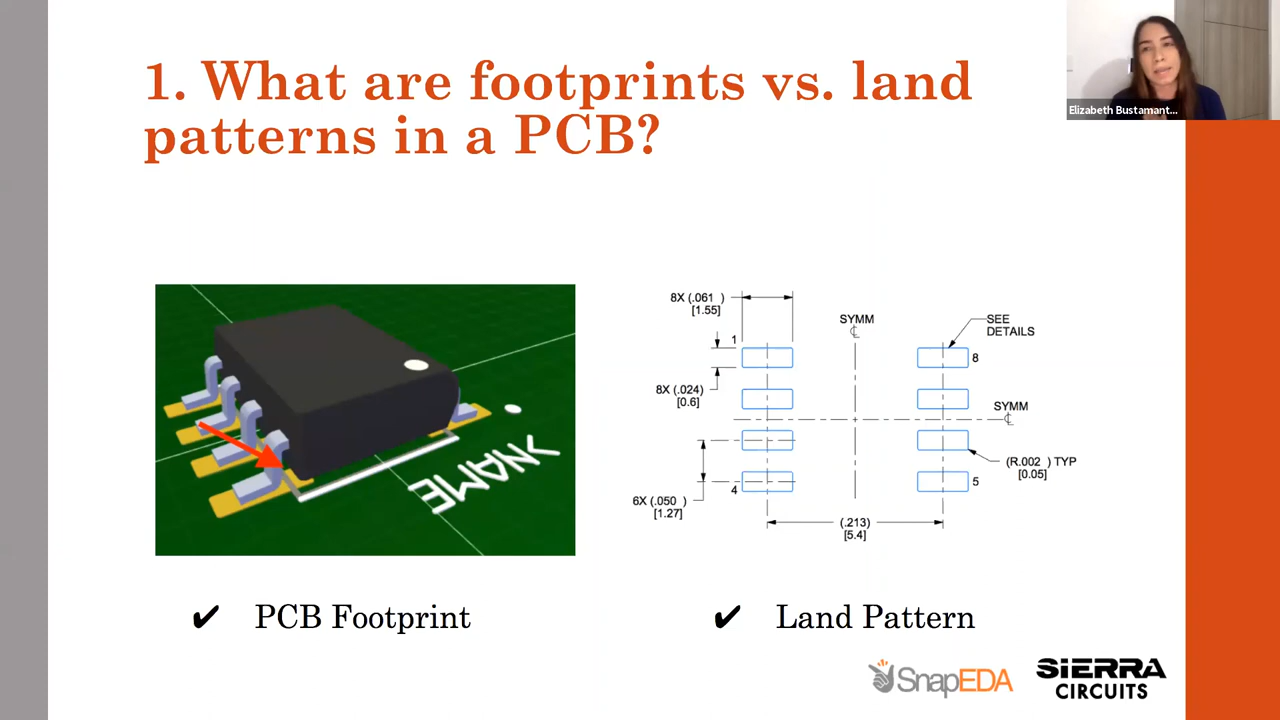 1. What are footprints vs. land
patterns in a PCB?
Elizabeth Bustamant...
>NAME
8X (.061 )
[1.55]
1
SYMM
SEE
DETAILS
8
8X (.024)
[0.6]
SYMM
(R.002 ) TYP
[0.05]
4
5
6X (.050 )
[1.27]
(.213)
[5.4]
✔ PCB Footprint
✔ Land Pattern
SnapEDA
SIERRA
CIRCUITS